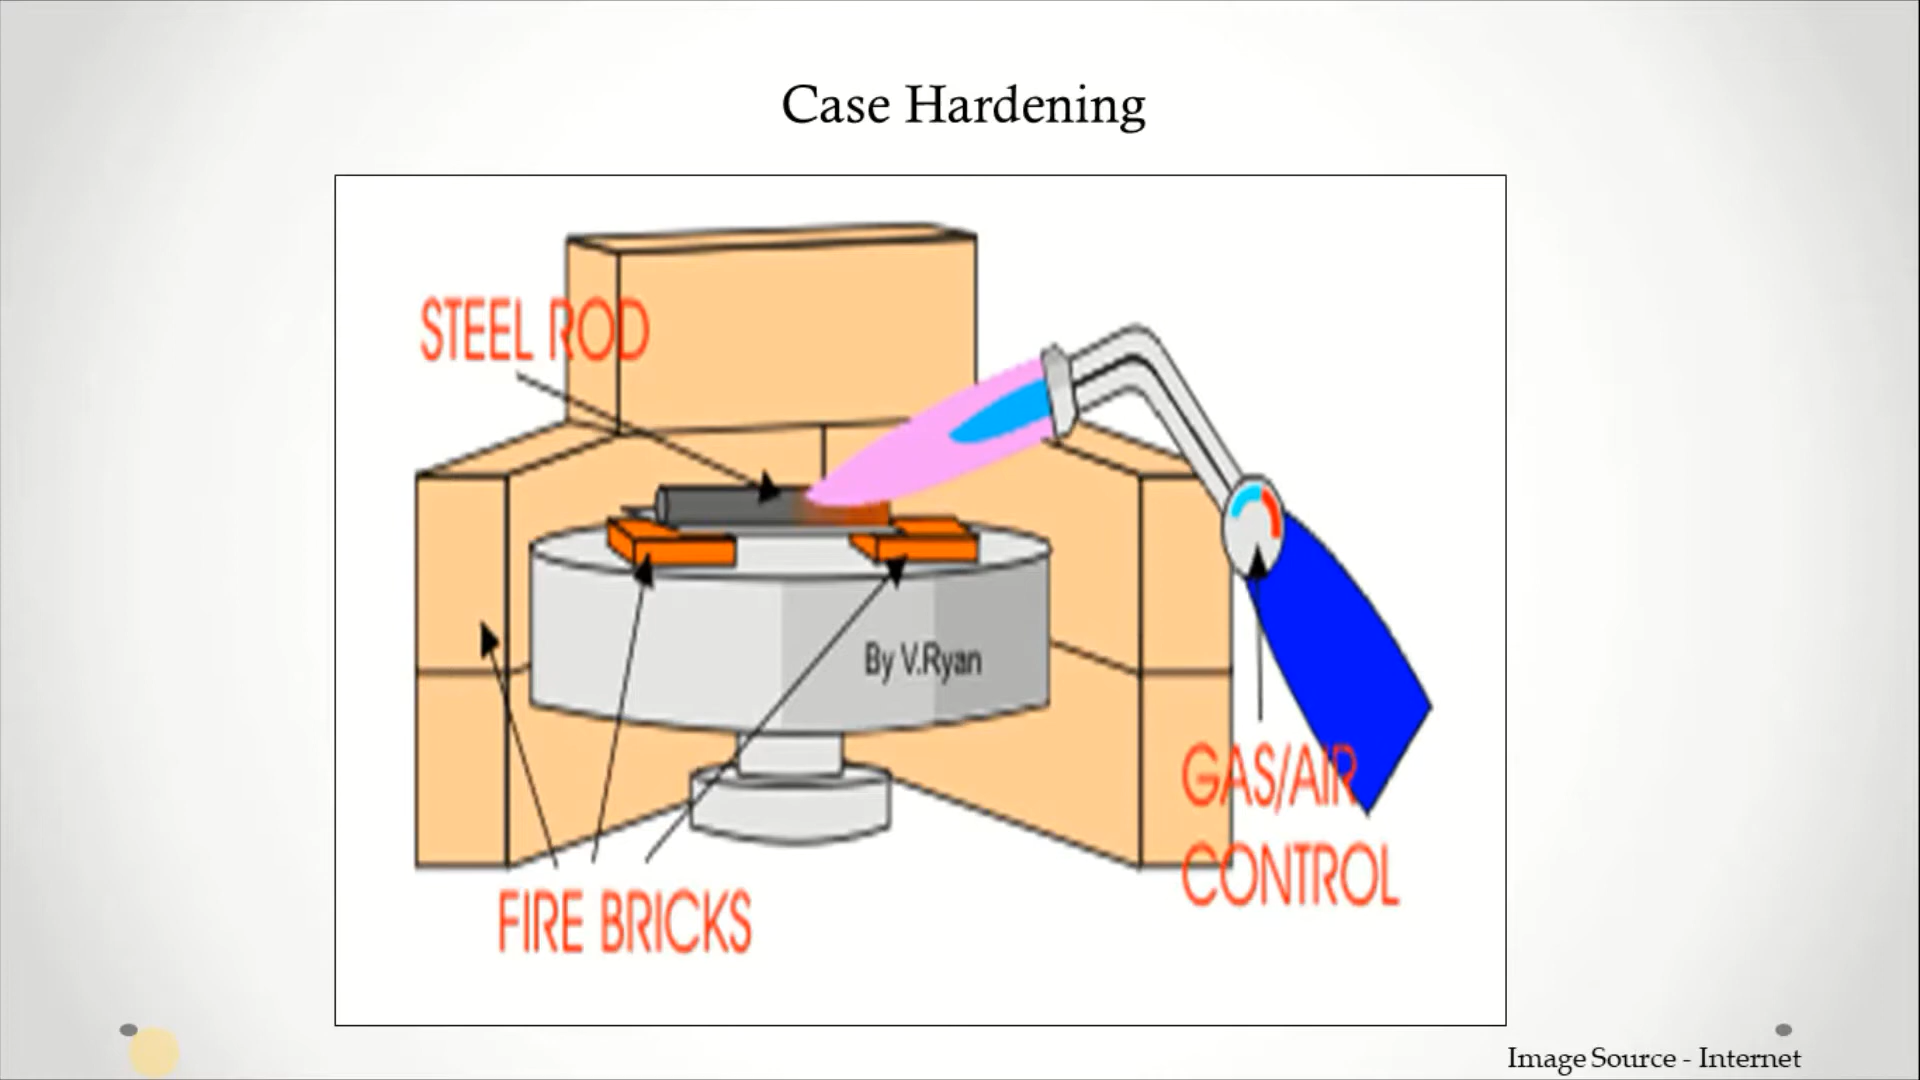 Case Hardening
STEEL ROD
By V.Ryan
GAS/AIR
CONTROL
FIRE BRICKS
Image Source - Internet